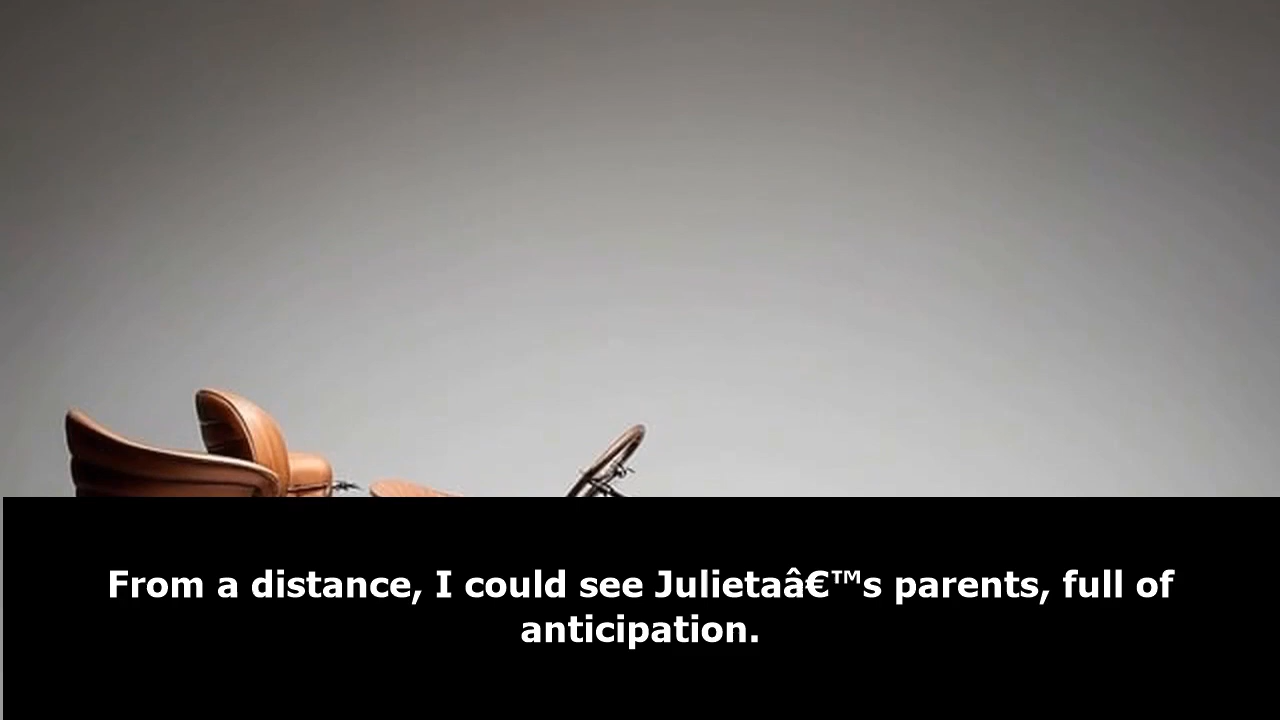 From a distance, I could see Julietaâ€™s parents, full of
anticipation.